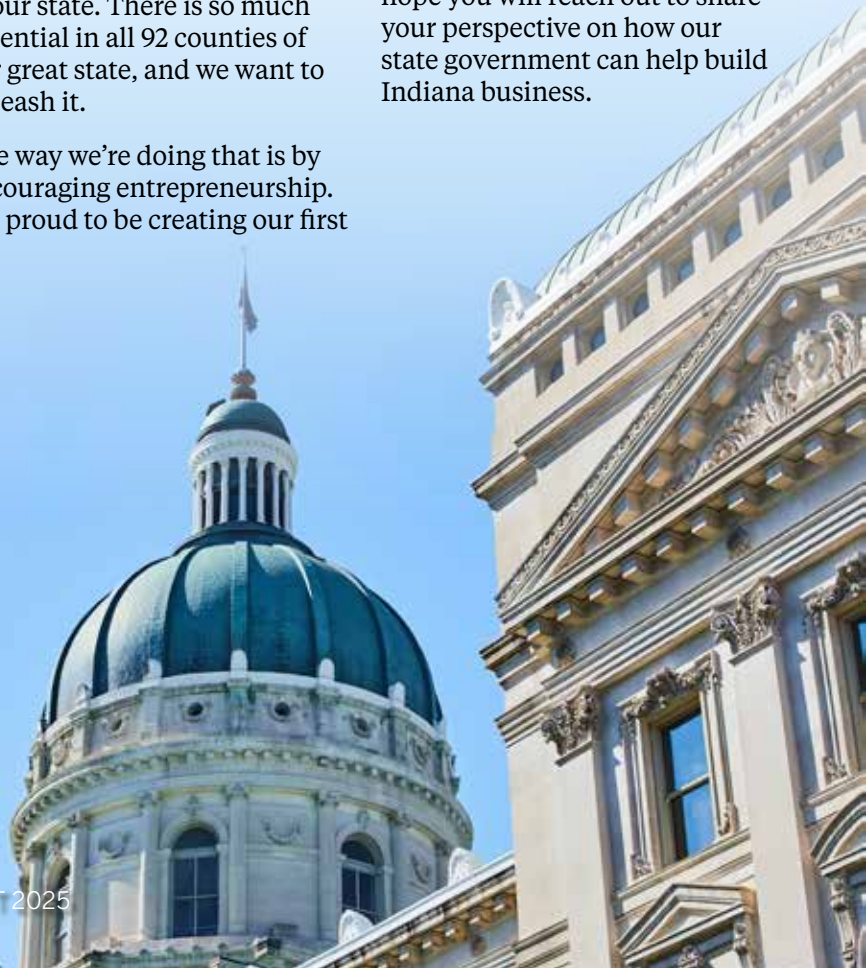 our state. There is so much
ential in all 92 counties of
great state, and we want to
eash it.
e way we're doing that is by
couraging entrepreneurship.
proud to be creating our first
your perspective on how our
state government can help build
Indiana business.
hope you will reach out to share
2025